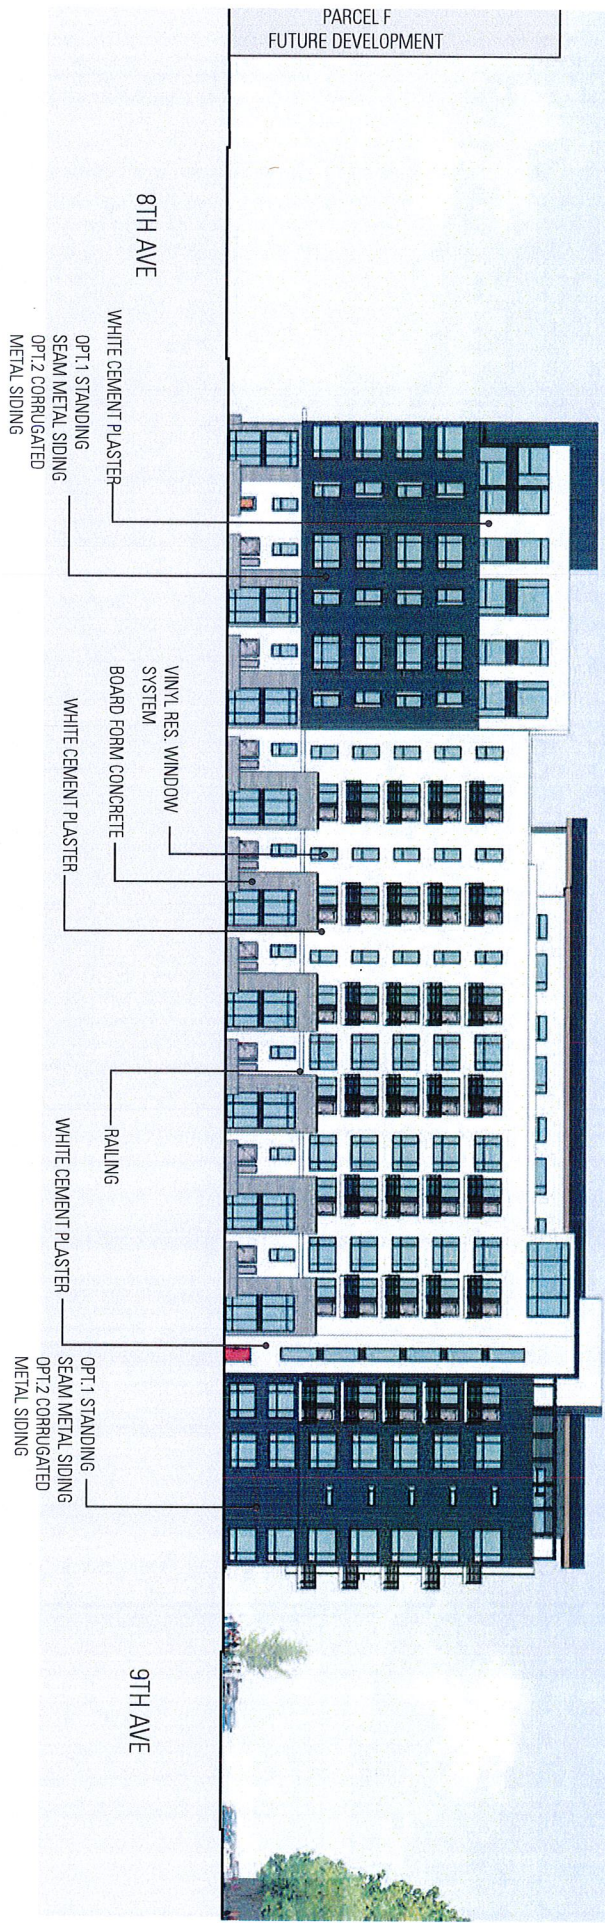 PARCEL F
FUTURE DEVELOPMENT
8TH AVE
WHITE CEMENT PLASTER
OPT.1 STANDING
SEAM METAL SIDING
OPT.2 CORRUGATED
METAL SIDING
VINYL RES. WINDOW
SYSTEM
BOARD FORM CONCRETE
WHITE CEMENT PLASTER
RAILING
WHITE CEMENT PLASTER
OPT.1 STANDING
SEAM METAL SIDING
OPT.2 CORRUGATED
METAL SIDING
9TH AVE